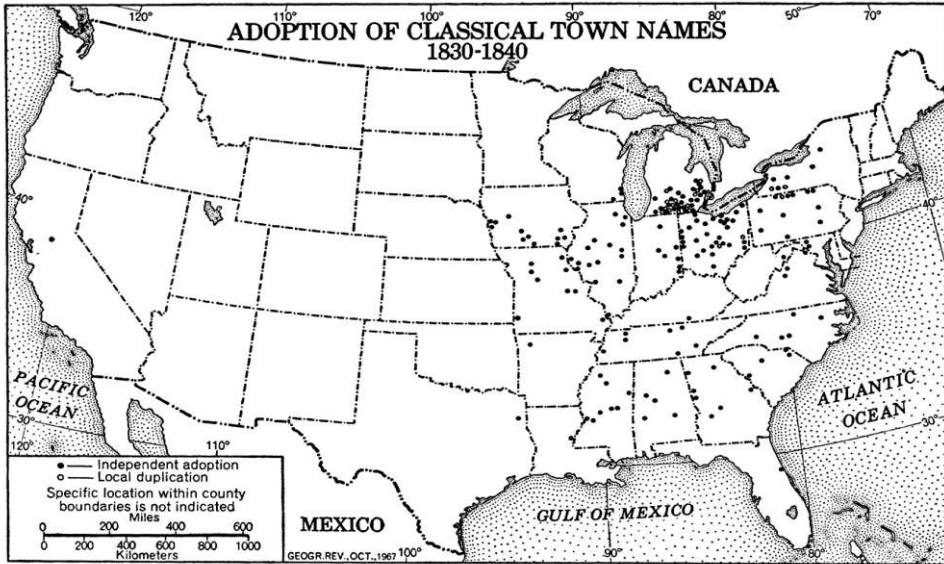 120°
110°
100°
90°
80°
50°
70°
ADOPTION OF CLASSICAL TOWN NAMES
1830-1840
CANADA
40°
40°
PACIFIC
OCEAN
ATLANTIC
OCEAN
30°
30°
120°
110°
Independent adoption
Local duplication
Specific location within county
boundaries is not indicated
Miles
0 200 400 600
0 200 400 600 800 1000
Kilometers
MEXICO
GULF OF MEXICO
GEOGR.REV.,OCT.,1967
100°
90°
80°